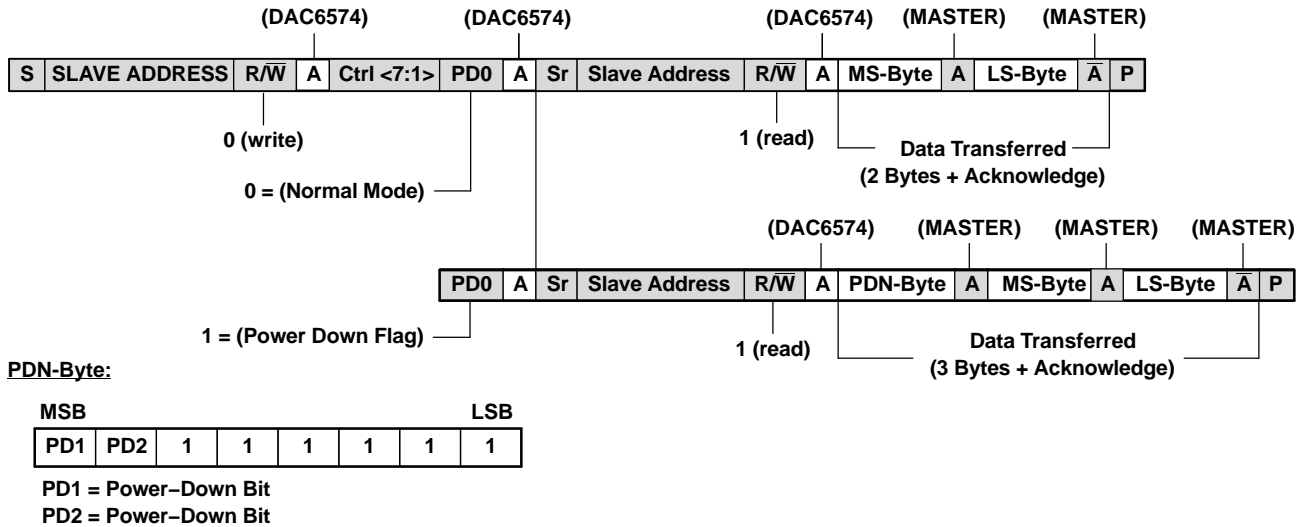 (DAC6574) (DAC6574) (DAC6574) (MASTER) (MASTER)
S SLAVE ADDRESS R/W̅ A Ctrl <7:1> PD0 A Sr Slave Address R/W̅ A MS-Byte A LS-Byte A̅ P
0 (write) 1 (read) Data Transferred
(2 Bytes + Acknowledge)
0 = (Normal Mode)
(DAC6574) (MASTER) (MASTER) (MASTER)
PD0 A Sr Slave Address R/W̅ A PDN-Byte A MS-Byte A LS-Byte A̅ P
1 = (Power Down Flag) 1 (read) Data Transferred
(3 Bytes + Acknowledge)
PDN-Byte:
MSB LSB
PD1 PD2 1 1 1 1 1 1
PD1 = Power–Down Bit
PD2 = Power–Down Bit